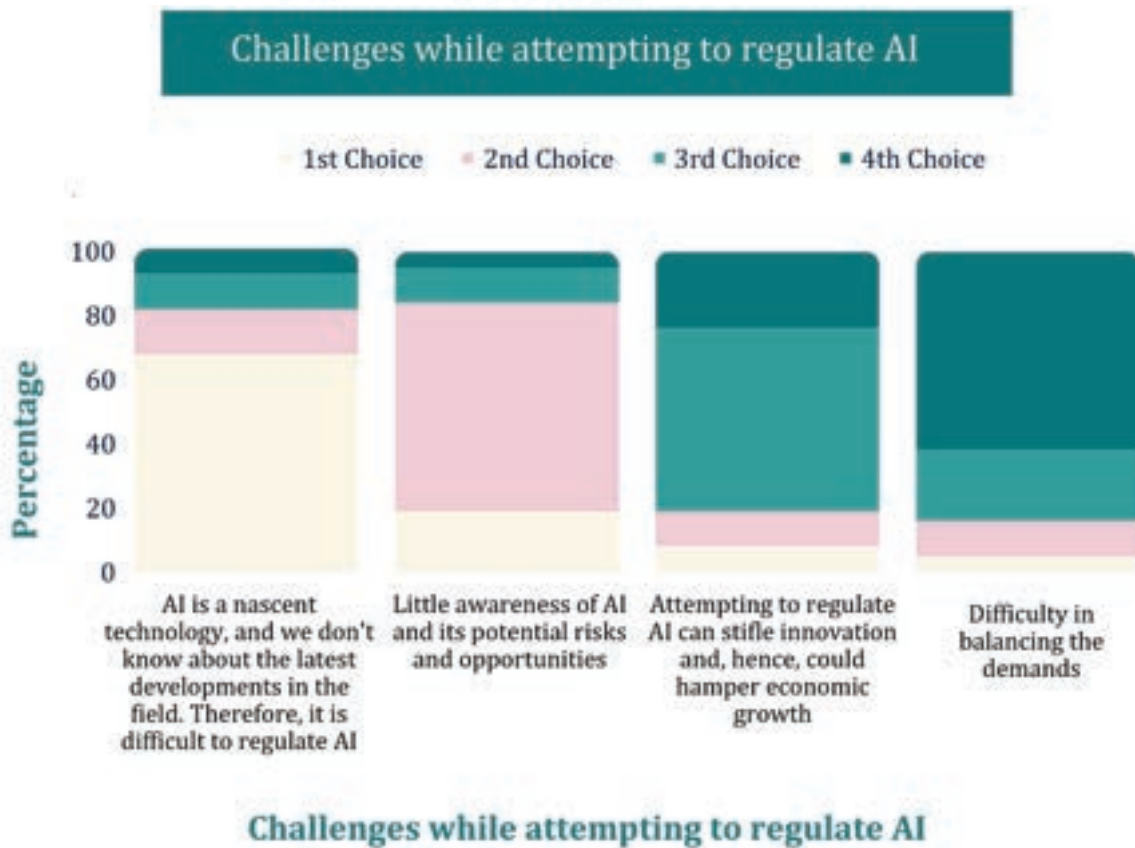 Challenges while attempting to regulate AI
1st Choice 2nd Choice 3rd Choice 4th Choice
100
80
60
40
20
0
Percentage
AI is a nascent
technology, and we don't
know about the latest
developments in the
field. Therefore, it is
difficult to regulate AI
Little awareness of AI
and its potential risks
and opportunities
Attempting to regulate
AI can stifle innovation
and, hence, could
hamper economic
growth
Difficulty in
balancing the
demands
Challenges while attempting to regulate AI